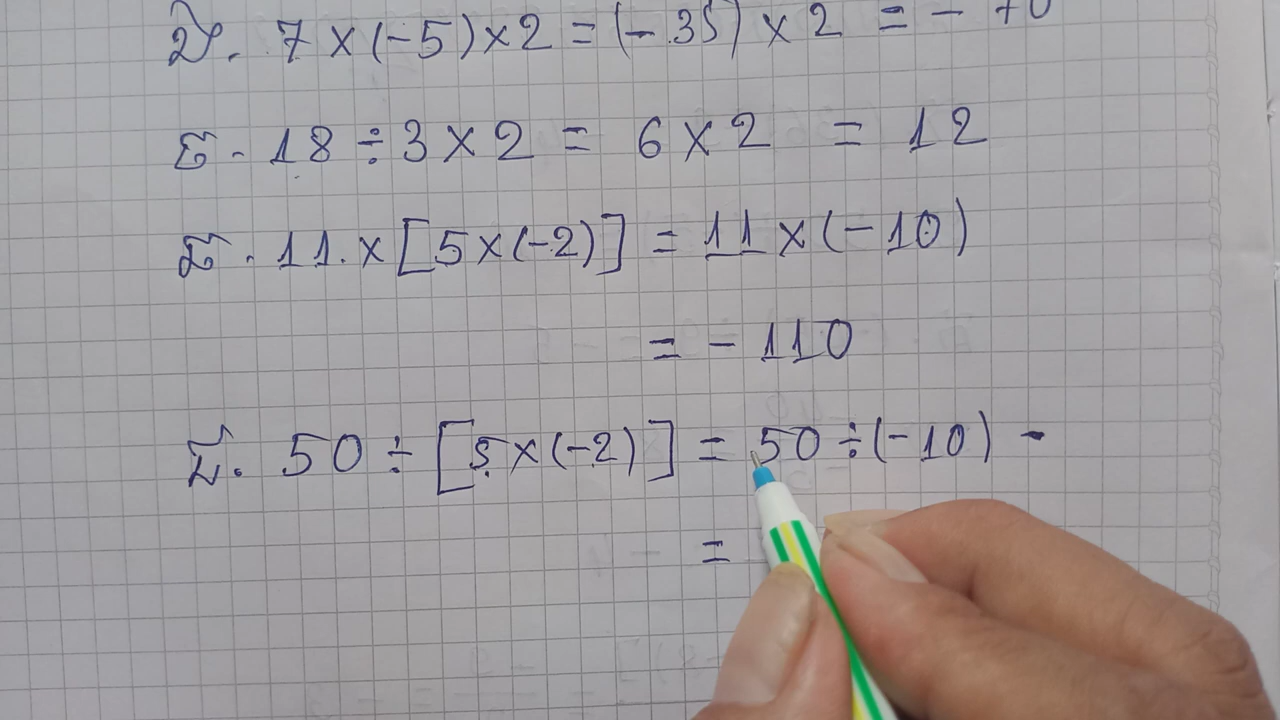 7 × (-5) × 2 = (-35) × 2 = - 70
18 ÷ 3 × 2 = 6 × 2 = 12
11 × [5 × (-2)] = 11 × (-10)
= - 110
50 ÷ [5 × (-2)] = 50 ÷ (-10) -
=